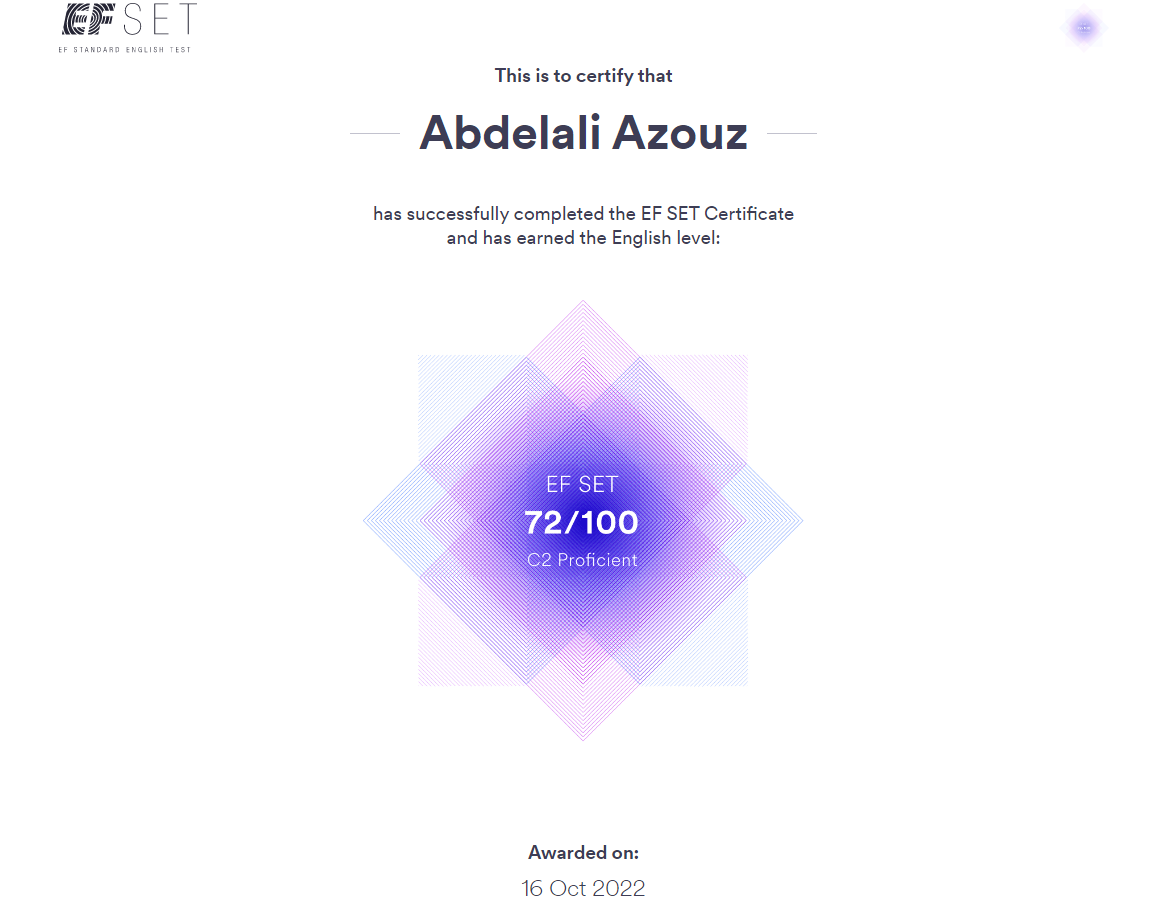 EF SET
EF STANDARD ENGLISH TEST
This is to certify that
Abdelali Azouz
has successfully completed the EF SET Certificate
and has earned the English level:
EF SET
72/100
C2 Proficient
Awarded on:
16 Oct 2022